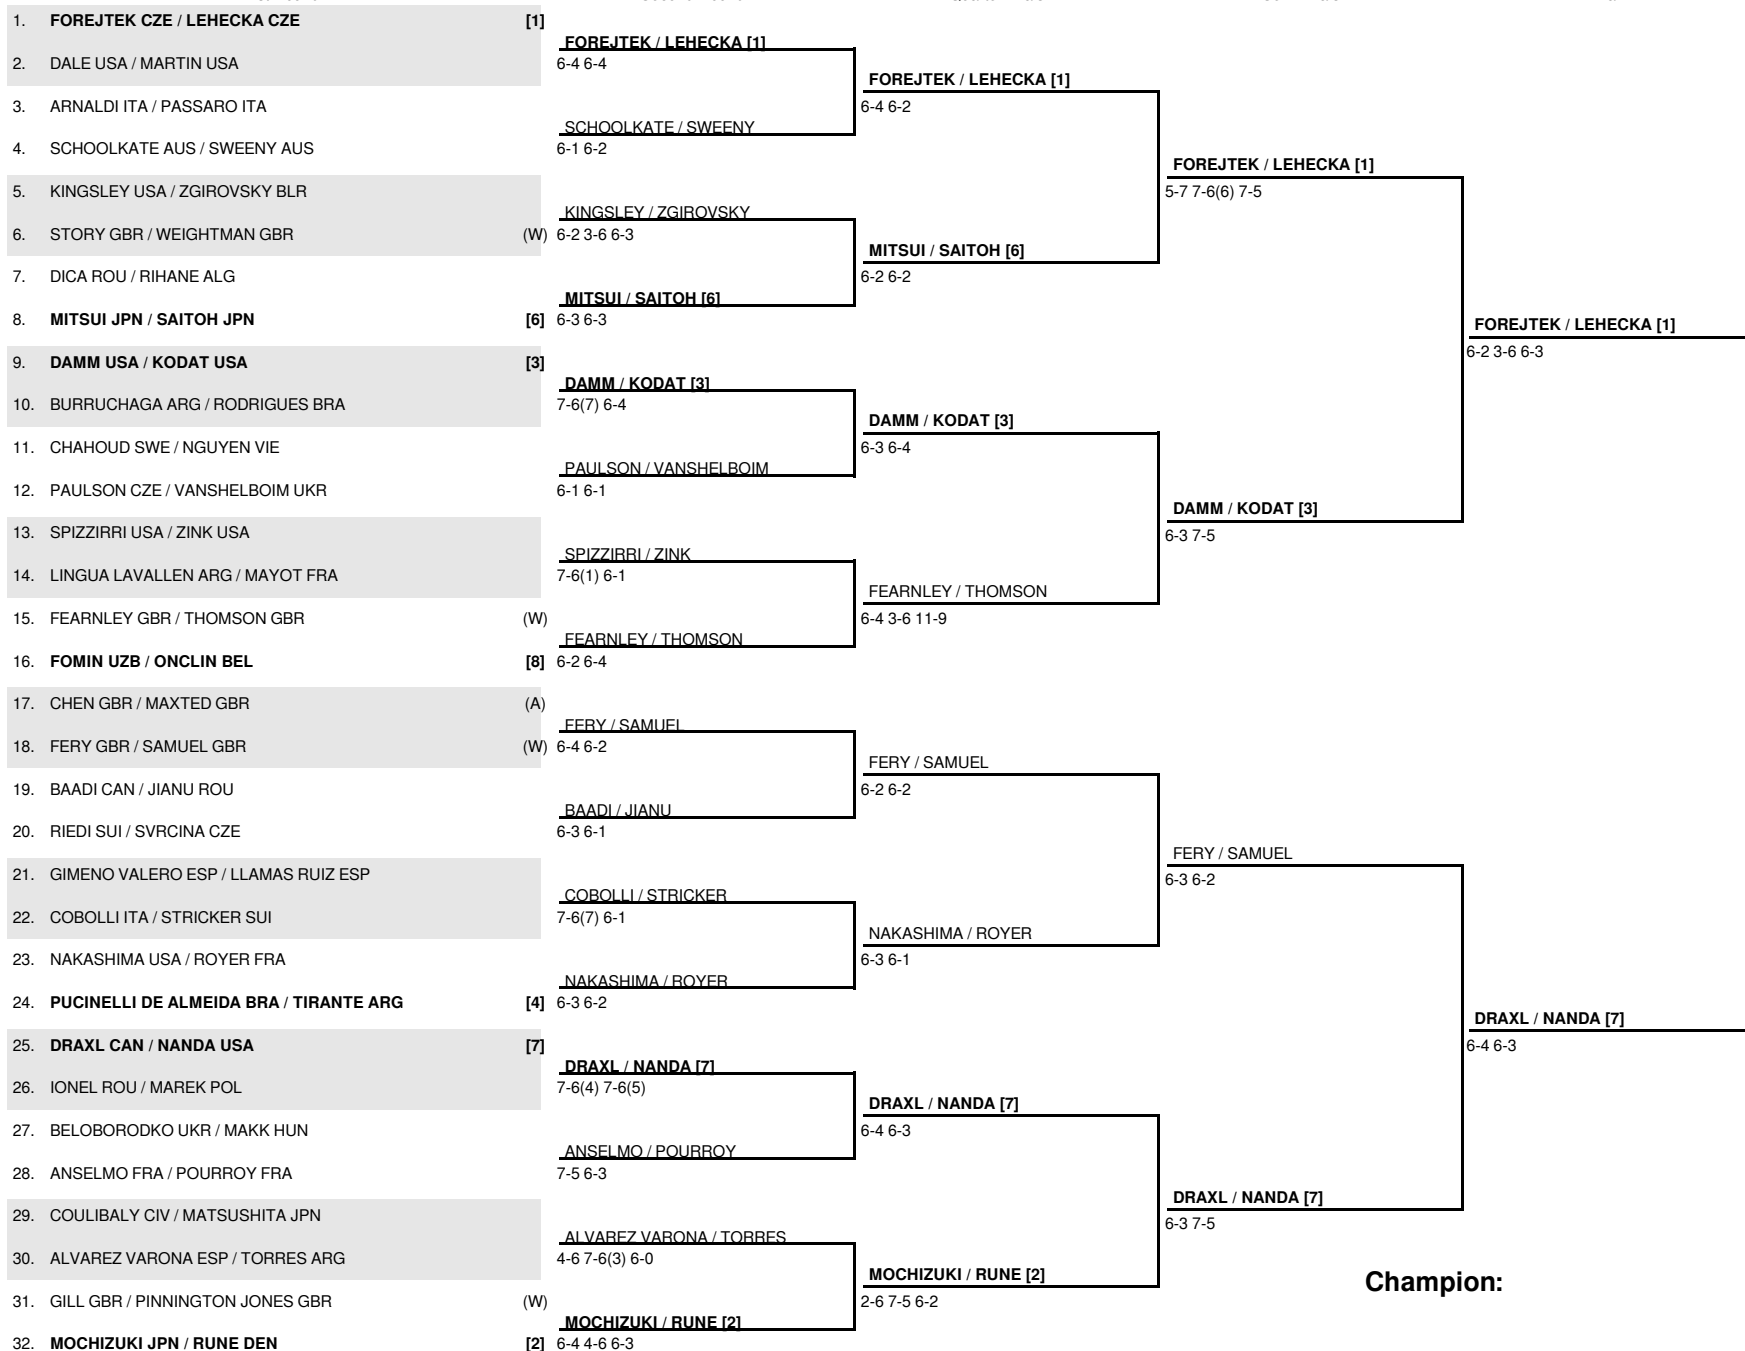 1. FOREJTEK CZE / LEHECKA CZE [1]
2. DALE USA / MARTIN USA
3. ARNALDI ITA / PASSARO ITA
4. SCHOOLKATE AUS / SWEENY AUS
5. KINGSLEY USA / ZGIROVSKY BLR
6. STORY GBR / WEIGHTMAN GBR (W)
7. DICA ROU / RIHANE ALG
8. MITSUI JPN / SAITOH JPN [6]
9. DAMM USA / KODAT USA [3]
10. BURRUCHAGA ARG / RODRIGUES BRA
11. CHAHOUD SWE / NGUYEN VIE
12. PAULSON CZE / VANSHELBOIM UKR
13. SPIZZIRRI USA / ZINK USA
14. LINGUA LAVALLEN ARG / MAYOT FRA
15. FEARNLEY GBR / THOMSON GBR (W)
16. FOMIN UZB / ONCLIN BEL [8]
17. CHEN GBR / MAXTED GBR (A)
18. FERY GBR / SAMUEL GBR (W)
19. BAADI CAN / JIANU ROU
20. RIEDI SUI / SVRCINA CZE
21. GIMENO VALERO ESP / LLAMAS RUIZ ESP
22. COBOLLI ITA / STRICKER SUI
23. NAKASHIMA USA / ROYER FRA
24. PUCINELLI DE ALMEIDA BRA / TIRANTE ARG [4]
25. DRAXL CAN / NANDA USA [7]
26. IONEL ROU / MAREK POL
27. BELOBORODKO UKR / MAKK HUN
28. ANSELMO FRA / POURROY FRA
29. COULIBALY CIV / MATSUSHITA JPN
30. ALVAREZ VARONA ESP / TORRES ARG
31. GILL GBR / PINNINGTON JONES GBR (W)
32. MOCHIZUKI JPN / RUNE DEN [2]
FOREJTEK / LEHECKA [1]
6-4 6-4
SCHOOLKATE / SWEENY
6-1 6-2
KINGSLEY / ZGIROVSKY
6-2 3-6 6-3
MITSUI / SAITOH [6]
6-3 6-3
DAMM / KODAT [3]
7-6(7) 6-4
PAULSON / VANSHELBOIM
6-1 6-1
SPIZZIRRI / ZINK
7-6(1) 6-1
FEARNLEY / THOMSON
6-2 6-4
FERY / SAMUEL
6-4 6-2
BAADI / JIANU
6-3 6-1
COBOLLI / STRICKER
7-6(7) 6-1
NAKASHIMA / ROYER
6-3 6-2
DRAXL / NANDA [7]
7-6(4) 7-6(5)
ANSELMO / POURROY
7-5 6-3
ALVAREZ VARONA / TORRES
4-6 7-6(3) 6-0
MOCHIZUKI / RUNE [2]
6-4 4-6 6-3
FOREJTEK / LEHECKA [1]
6-4 6-2
MITSUI / SAITOH [6]
6-2 6-2
DAMM / KODAT [3]
6-3 6-4
FEARNLEY / THOMSON
6-4 3-6 11-9
FERY / SAMUEL
6-2 6-2
NAKASHIMA / ROYER
6-3 6-1
DRAXL / NANDA [7]
6-4 6-3
MOCHIZUKI / RUNE [2]
2-6 7-5 6-2
FOREJTEK / LEHECKA [1]
5-7 7-6(6) 7-5
DAMM / KODAT [3]
6-3 7-5
FERY / SAMUEL
6-3 6-2
DRAXL / NANDA [7]
6-3 7-5
FOREJTEK / LEHECKA [1]
6-2 3-6 6-3
DRAXL / NANDA [7]
6-4 6-3
Champion: